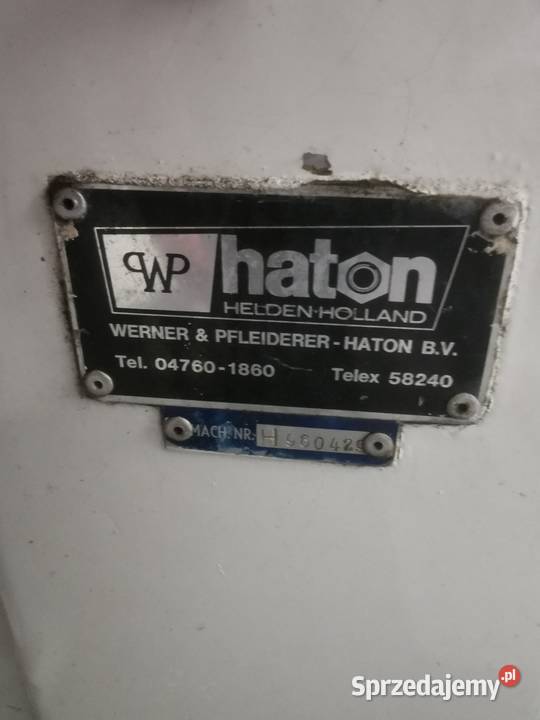 WP haton
HELDEN·HOLLAND
WERNER & PFLEIDERER-HATON B.V.
Tel. 04760-1860 Telex 58240
MACH. NR.
Sprzedajemy.pl